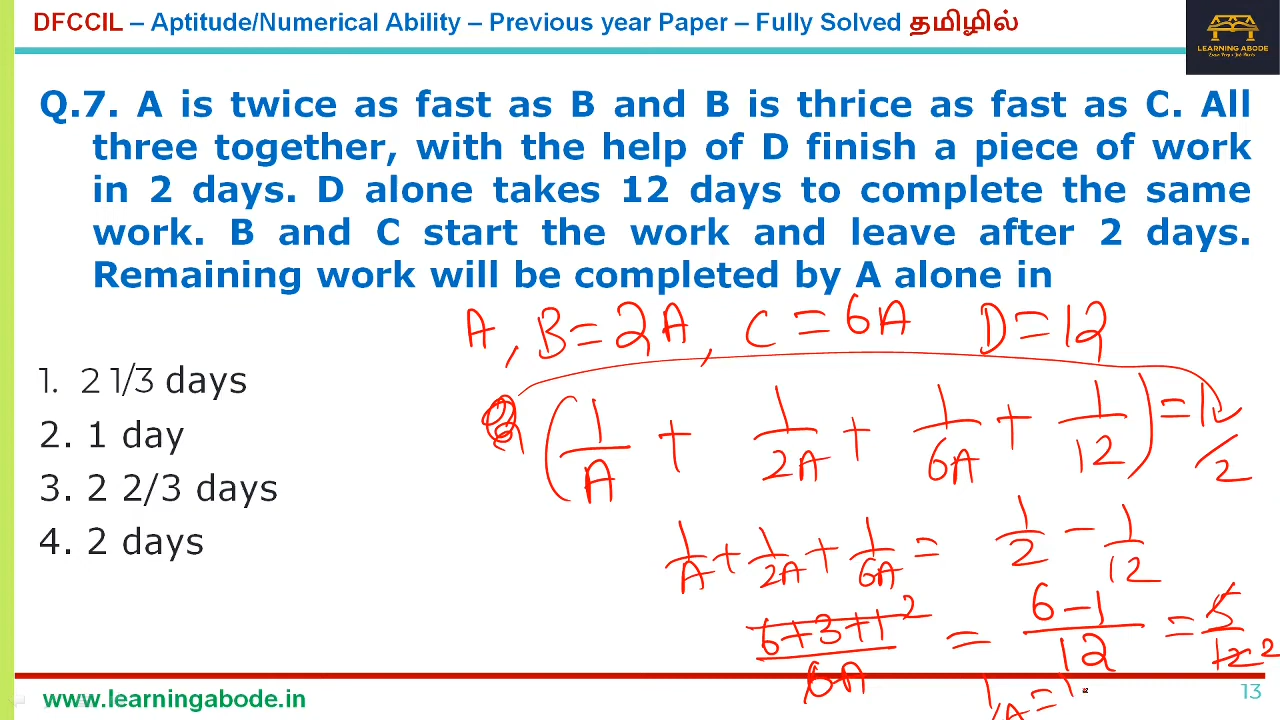 DFCCIL – Aptitude/Numerical Ability – Previous year Paper – Fully Solved தமிழில்
LEARNING ABODE
Q.7. A is twice as fast as B and B is thrice as fast as C. All
three together, with the help of D finish a piece of work
in 2 days. D alone takes 12 days to complete the same
work. B and C start the work and leave after 2 days.
Remaining work will be completed by A alone in
A, B=2A, C=6A D=12
1. 2 1/3 days
2. 1 day
3. 2 2/3 days
4. 2 days
(1/A + 1/2A + 1/6A + 1/12) = 1/2
1/A + 1/2A + 1/6A = 1/2 – 1/12
6+3+1/6A = 6–1/12 = 5/12
1/A =
www.learningabode.in
13